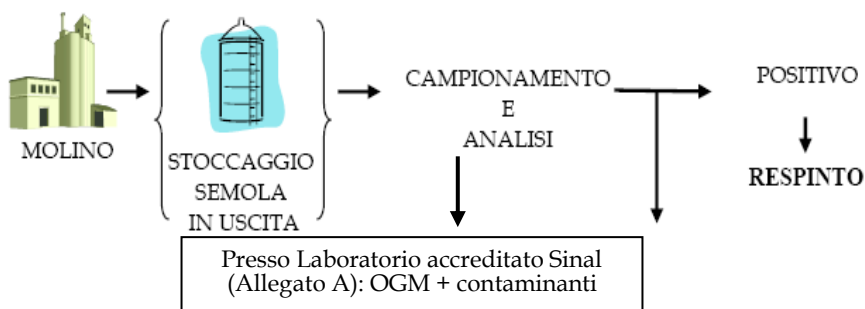 MOLINO
STOCCAGGIO
SEMOLA
IN USCITA
CAMPIONAMENTO
E
ANALISI
POSITIVO
RESPINTO
Presso Laboratorio accreditato Sinal
(Allegato A): OGM + contaminanti